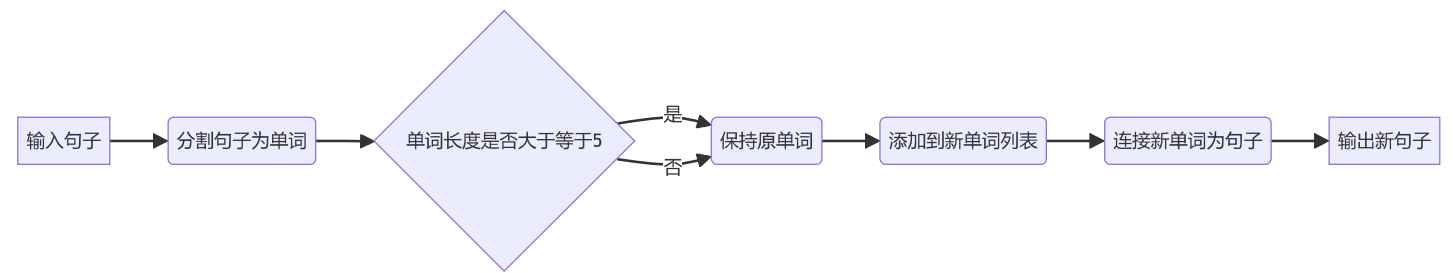 输入句子
分割句子为单词
单词长度是否大于等于5
是
否
保持原单词
添加到新单词列表
连接新单词为句子
输出新句子